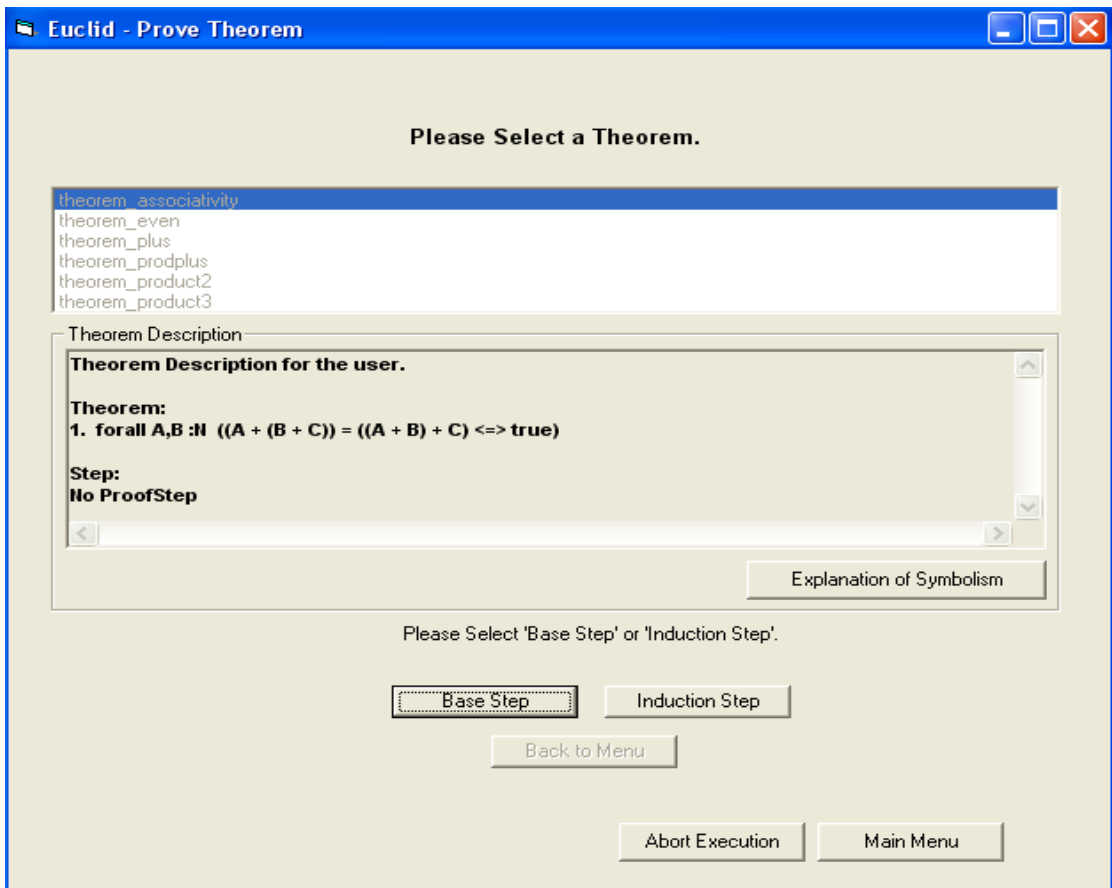 Euclid - Prove Theorem
Please Select a Theorem.
theorem_associativity
theorem_even
theorem_plus
theorem_prodplus
theorem_product2
theorem_product3
Theorem Description
Theorem Description for the user.
Theorem:
1. forall A,B :N ((A + (B + C)) = ((A + B) + C) <=> true)
Step:
No ProofStep
Explanation of Symbolism
Please Select 'Base Step' or 'Induction Step'.
Base Step Induction Step
Back to Menu
Abort Execution Main Menu